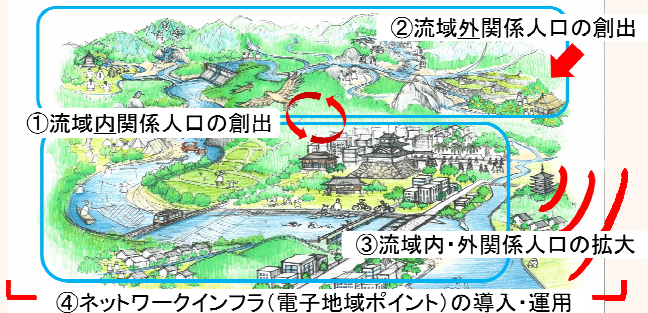 ②流域外関係人口の創出
①流域内関係人口の創出
③流域内・外関係人口の拡大
④ネットワークインフラ(電子地域ポイント)の導入・運用